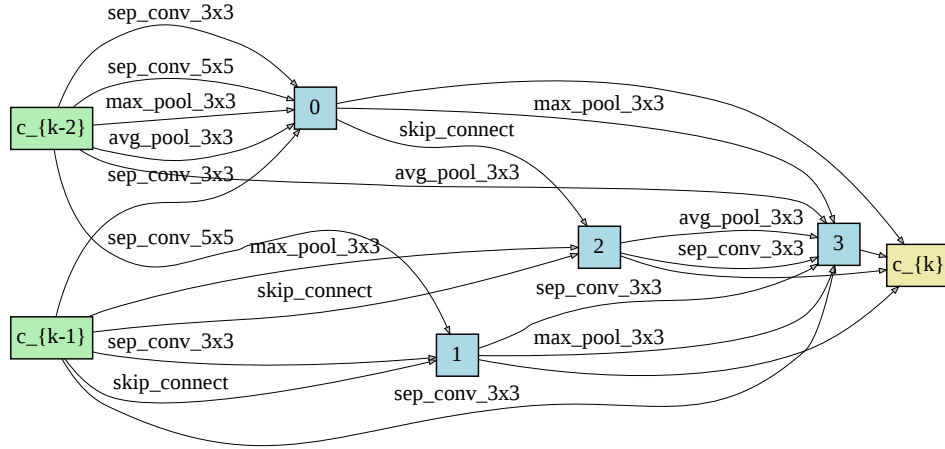 sep_conv_3x3
sep_conv_5x5
max_pool_3x3
avg_pool_3x3
sep_conv_3x3
c_{k-2}
0
max_pool_3x3
skip_connect
avg_pool_3x3
sep_conv_5x5
max_pool_3x3
skip_connect
2
avg_pool_3x3
sep_conv_3x3
3
c_{k}
sep_conv_3x3
c_{k-1}
sep_conv_3x3
skip_connect
1
max_pool_3x3
sep_conv_3x3